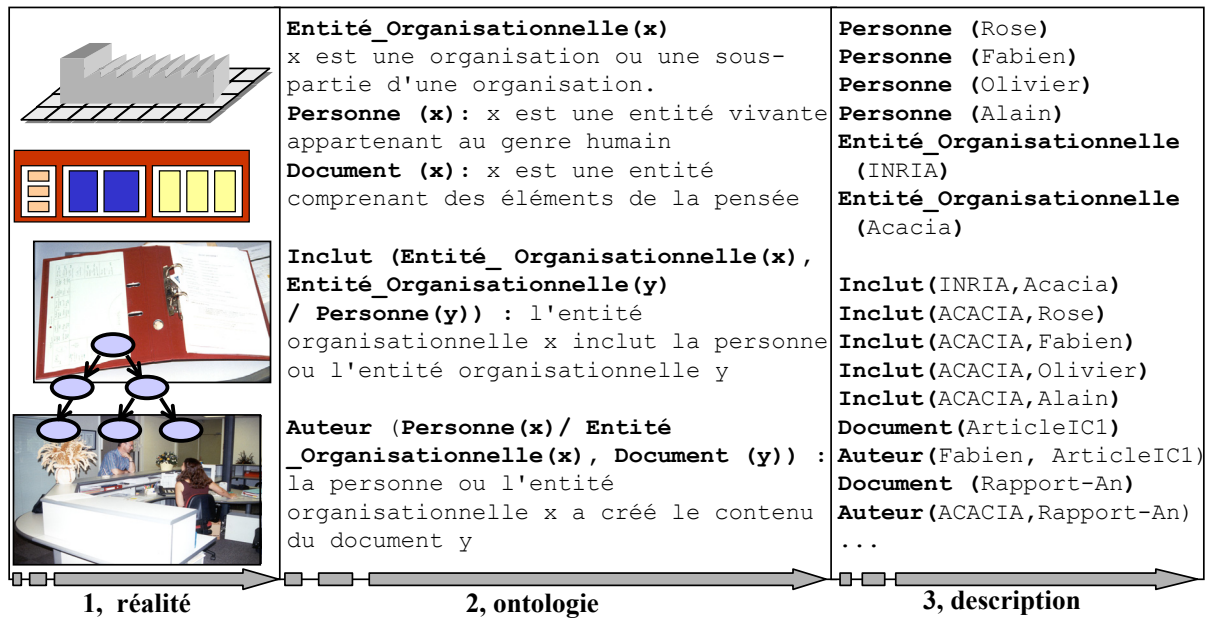 Entité_Organisationnelle(x)
x est une organisation ou une sous-
partie d'une organisation.
Personne (x): x est une entité vivante
appartenant au genre humain
Document (x): x est une entité
comprenant des éléments de la pensée
Inclut (Entité_ Organisationnelle(x),
Entité_Organisationnelle(y)
/ Personne(y)) : l'entité
organisationnelle x inclut la personne
ou l'entité organisationnelle y
Auteur (Personne(x)/ Entité
_Organisationnelle(x), Document (y)) :
la personne ou l'entité
organisationnelle x a créé le contenu
du document y
Personne (Rose)
Personne (Fabien)
Personne (Olivier)
Personne (Alain)
Entité_Organisationnelle
(INRIA)
Entité_Organisationnelle
(Acacia)
Inclut(INRIA,Acacia)
Inclut(ACACIA,Rose)
Inclut(ACACIA,Fabien)
Inclut(ACACIA,Olivier)
Inclut(ACACIA,Alain)
Document(ArticleIC1)
Auteur(Fabien, ArticleIC1)
Document (Rapport-An)
Auteur(ACACIA,Rapport-An)
...
1, réalité
2, ontologie
3, description